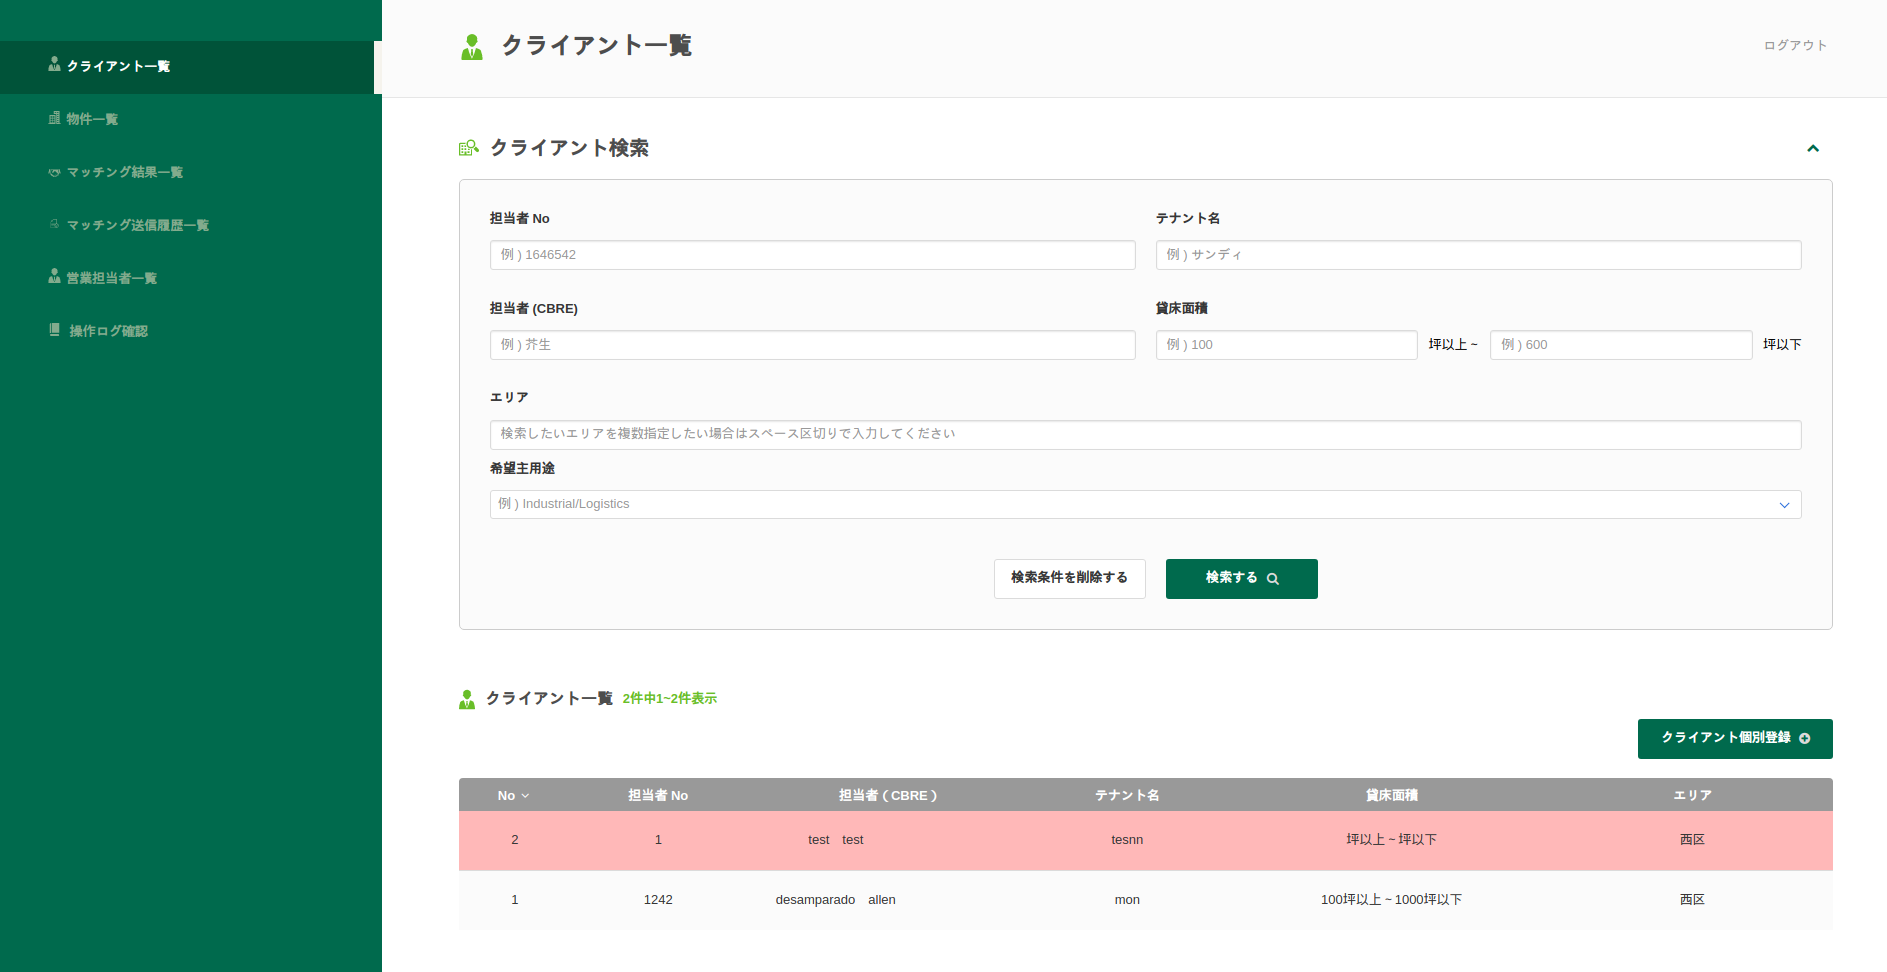 クライアント一覧
物件一覧
マッチング結果一覧
マッチング送信履歴一覧
営業担当者一覧
操作ログ確認
クライアント一覧
ログアウト
クライアント検索
担当者 No
テナント名
例 ) 1646542
例 ) サンディ
担当者 (CBRE)
貸床面積
例 ) 芥生
例 ) 100
坪以上 ~
例 ) 600
坪以下
エリア
検索したいエリアを複数指定したい場合はスペース区切りで入力してください
希望主用途
例 ) Industrial/Logistics
検索条件を削除する
検索する
クライアント一覧 2件中1~2件表示
クライアント個別登録
No 担当者 No 担当者 ( CBRE ) テナント名 貸床面積 エリア
2 1 test　test tesnn 坪以上 ~ 坪以下 西区
1 1242 desamparado　allen mon 100坪以上 ~ 1000坪以下 西区